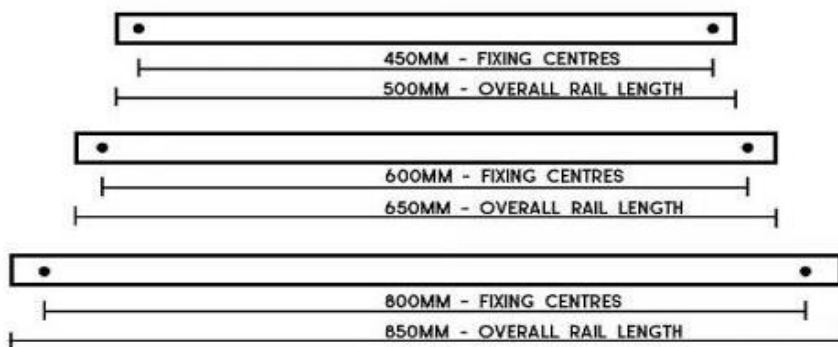 450MM - FIXING CENTRES
500MM - OVERALL RAIL LENGTH
600MM - FIXING CENTRES
650MM - OVERALL RAIL LENGTH
800MM - FIXING CENTRES
850MM - OVERALL RAIL LENGTH